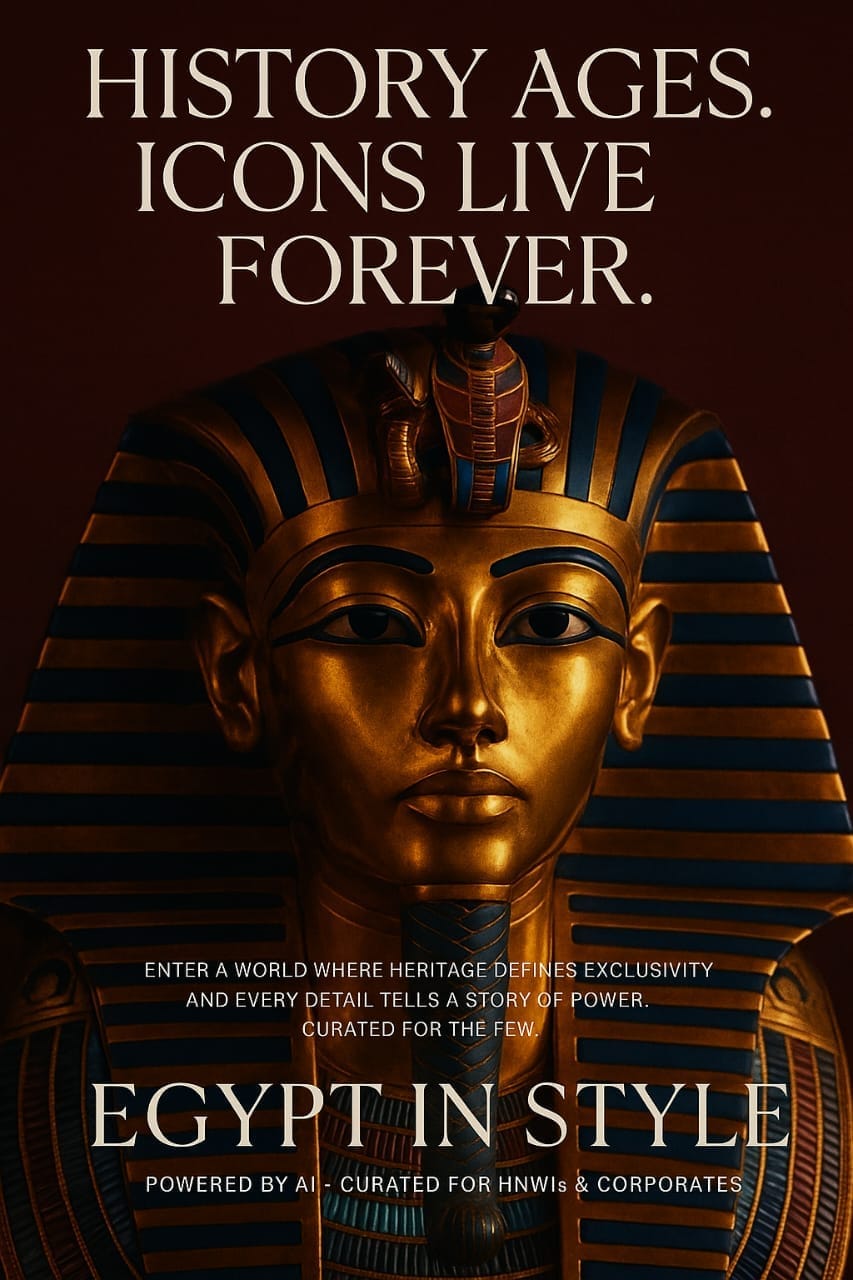 HISTORY AGES.
ICONS LIVE
FOREVER.
ENTER A WORLD WHERE HERITAGE DEFINES EXCLUSIVITY
AND EVERY DETAIL TELLS A STORY OF POWER.
CURATED FOR THE FEW.
EGYPT IN STYLE
POWERED BY AI - CURATED FOR HNWIs & CORPORATES